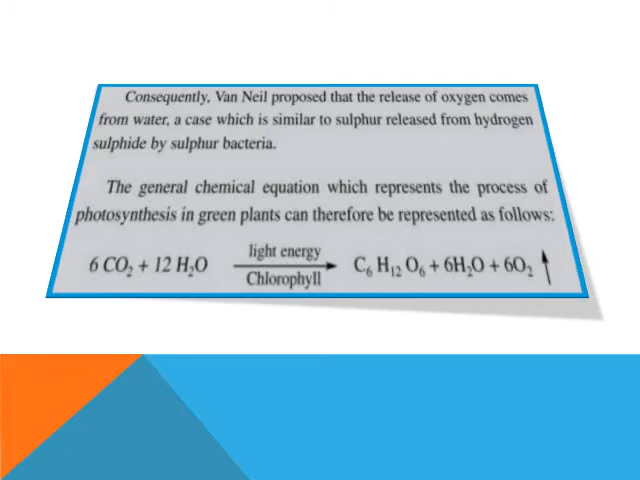 Consequently, Van Neil proposed that the release of oxygen comes
from water, a case which is similar to sulphur released from hydrogen
sulphide by sulphur bacteria.
The general chemical equation which represents the process of
photosynthesis in green plants can therefore be represented as follows:
6 CO₂ + 12 H₂O light energy Chlorophyll → C₆ H₁₂ O₆ + 6H₂O + 6O₂ ↑